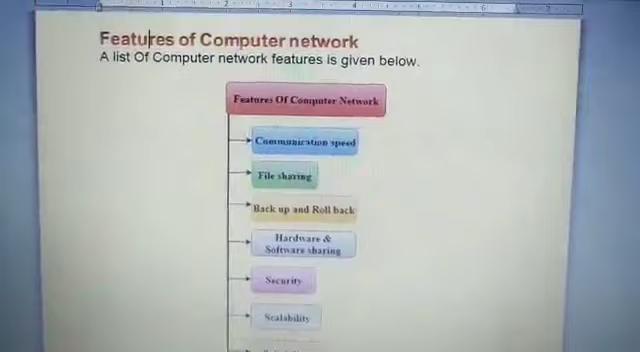 Features of Computer network
A list Of Computer network features is given below.
Features Of Computer Network
Communication speed
File sharing
Back up and Roll back
Hardware &
Software sharing
Security
Scalability